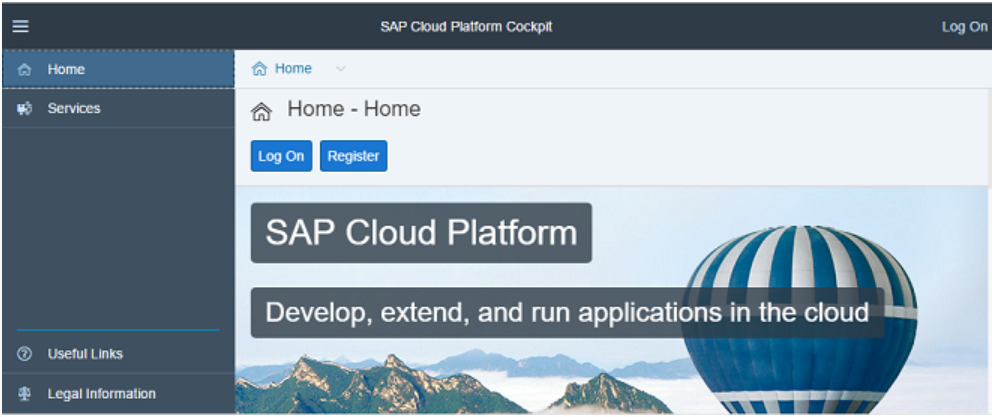 SAP Cloud Platform Cockpit
Log On
Home
Services
Useful Links
Legal Information
Home
Home - Home
Log On
Register
SAP Cloud Platform
Develop, extend, and run applications in the cloud